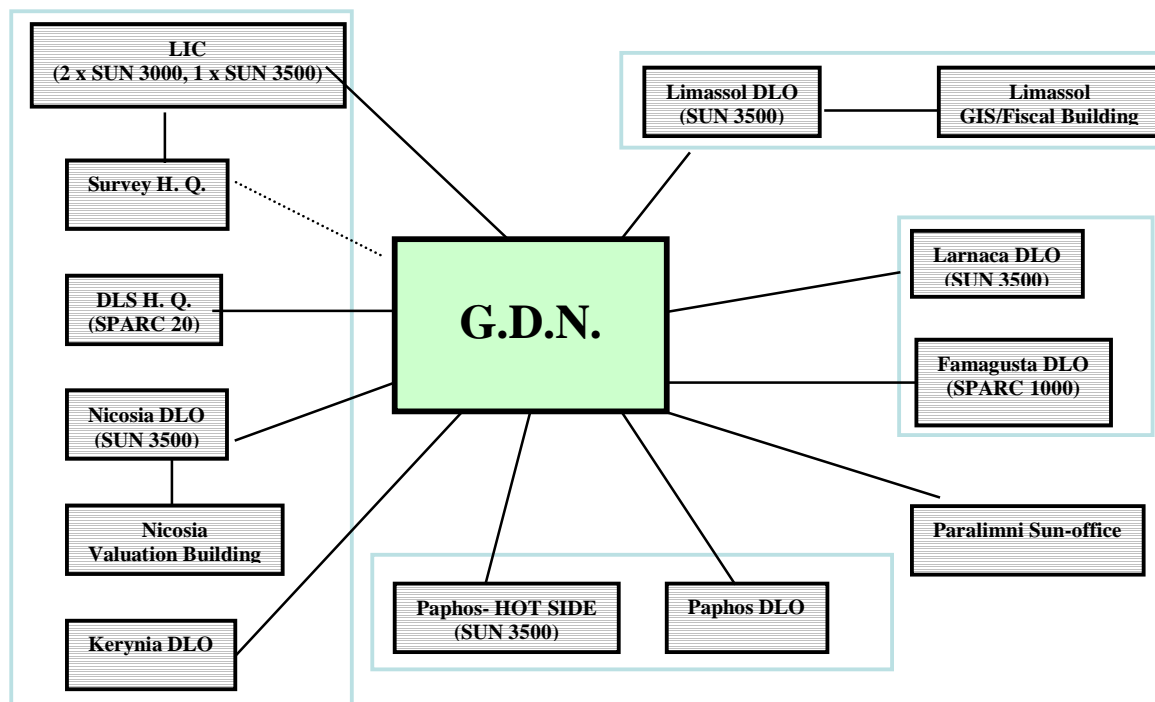 LIC
(2 x SUN 3000, 1 x SUN 3500)
Survey H. Q.
DLS H. Q.
(SPARC 20)
Nicosia DLO
(SUN 3500)
Nicosia
Valuation Building
Kerynia DLO
G.D.N.
Limassol DLO
(SUN 3500)
Limassol
GIS/Fiscal Building
Larnaca DLO
(SUN 3500)
Famagusta DLO
(SPARC 1000)
Paralimni Sun-office
Paphos- HOT SIDE
(SUN 3500)
Paphos DLO